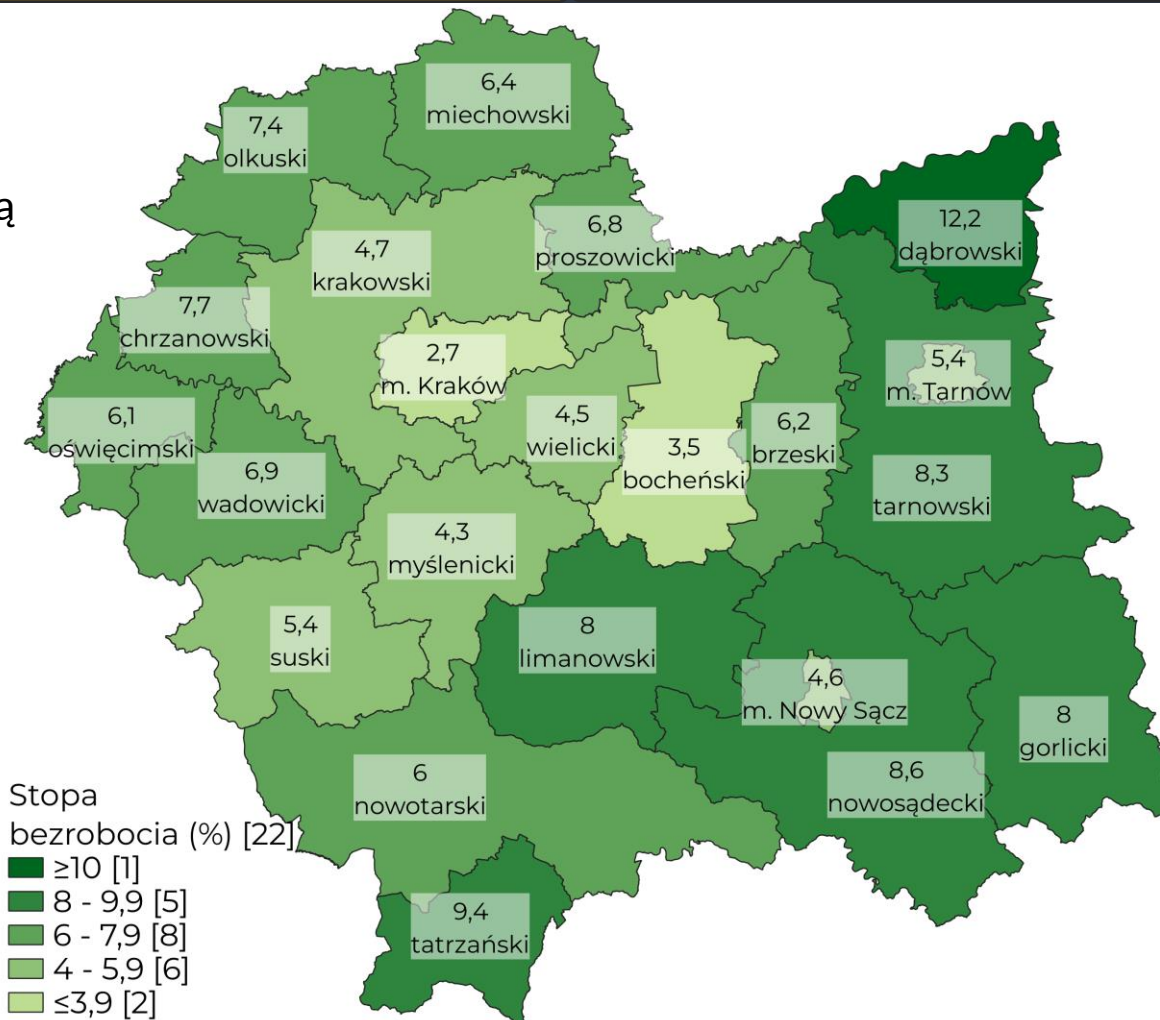 ą
6,4
miechowski
7,4
olkuski
6,8
proszowicki
12,2
dąbrowski
4,7
krakowski
7,7
chrzanowski
2,7
m. Kraków
5,4
m. Tarnów
6,1
oświęcimski
4,5
wielicki
3,5
bocheński
6,2
brzeski
6,9
wadowicki
8,3
tarnowski
4,3
myślenicki
5,4
suski
8
limanowski
4,6
m. Nowy Sącz
8
gorlicki
6
nowotarski
8,6
nowosądecki
9,4
tatrzański
Stopa
bezrobocia (%) [22]
≥10 [1]
8 - 9,9 [5]
6 - 7,9 [8]
4 - 5,9 [6]
≤3,9 [2]